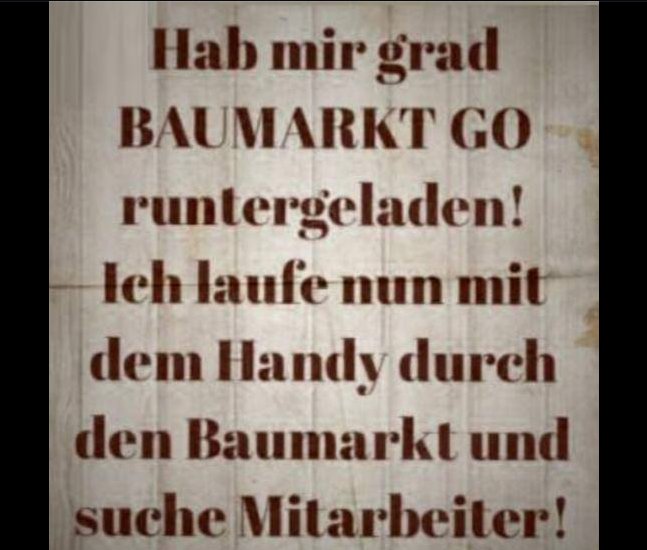 Hab mir grad
BAUMARKT GO
runtergeladen!
Ich laufe nun mit
dem Handy durch
den Baumarkt und
suche Mitarbeiter!